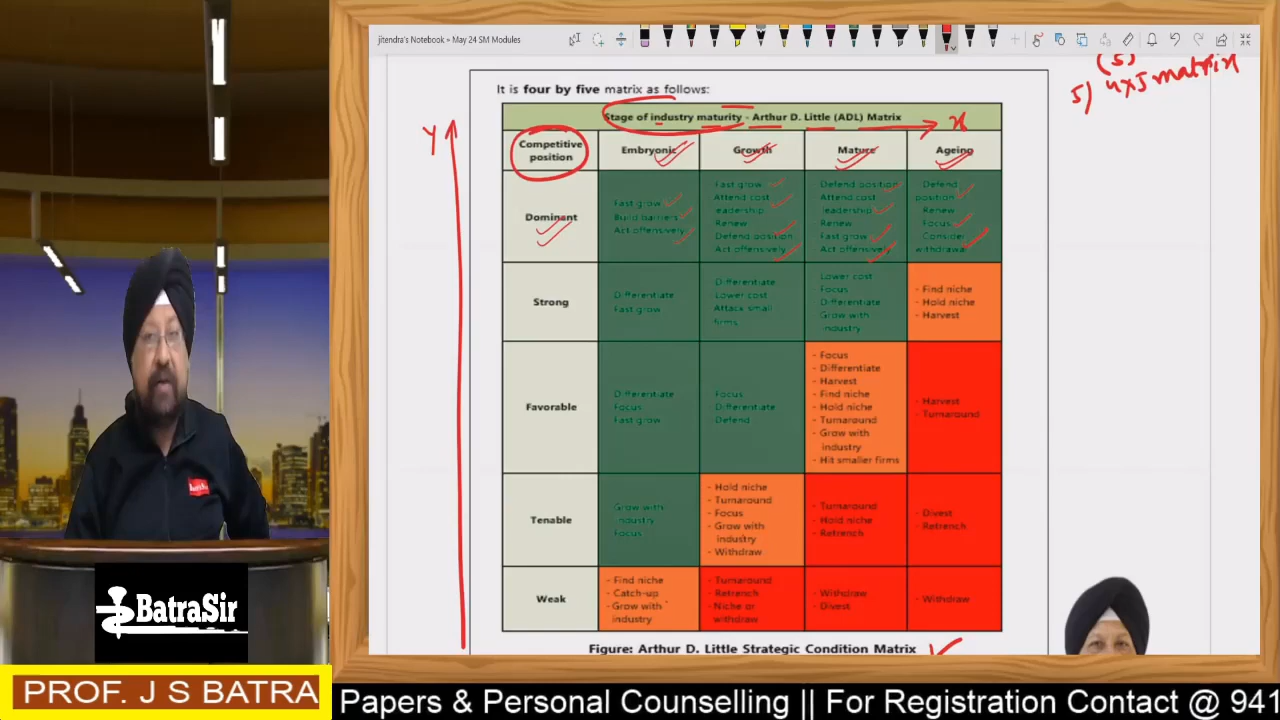 jitendra's Notebook » May 24 SM Modules
(5)
5) 4x5 matrix
It is four by five matrix as follows:
Stage of industry maturity - Arthur D. Little (ADL) Matrix
x
Y
Competitive position
Embryonic
Growth
Mature
Ageing
Dominant
Fast grow
Build barriers
Act offensively
Fast grow
Attend cost
leadership
Renew
Defend position
Act offensively
- Defend position
Attend cost
leadership
Renew
Fast grow
Act offensively
Defend
position
Renew
Focus
Consider
withdrawal
Strong
Differentiate
Fast grow
Differentiate
Lower cost
Attack small
firms
Lower cost
Focus
Differentiate
Grow with
industry
- Find niche
- Hold niche
- Harvest
Favorable
Differentiate
Focus
Fast grow
Focus
Differentiate
Defend
- Focus
- Differentiate
- Harvest
- Find niche
- Hold niche
- Turnaround
- Grow with
industry
- Hit smaller firms
- Harvest
- Turnaround
Tenable
Grow with
industr
Focus
- Hold niche
- Turnaround
- Focus
- Grow with
industry
- Withdraw
- Turnaround
- Hold niche
- Retrench
- Divest
- Retrench
Weak
- Find niche
- Catch-up
- Grow with
industry
- Turnaround
- Retrench
- Niche or
withdraw
- Withdraw
- Divest
- Withdraw
Figure: Arthur D. Little Strategic Condition Matrix
BatraSir
PROF. J S BATRA
Papers & Personal Counselling || For Registration Contact @ 941